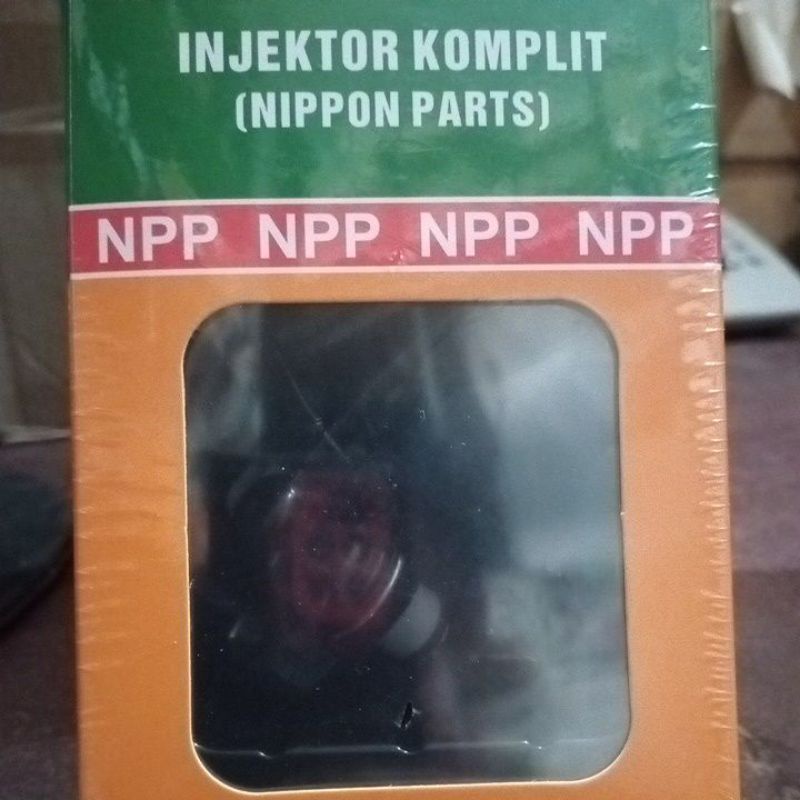 INJEKTOR KOMPLIT
(NIPPON PARTS)
NPP NPP NPP NPP